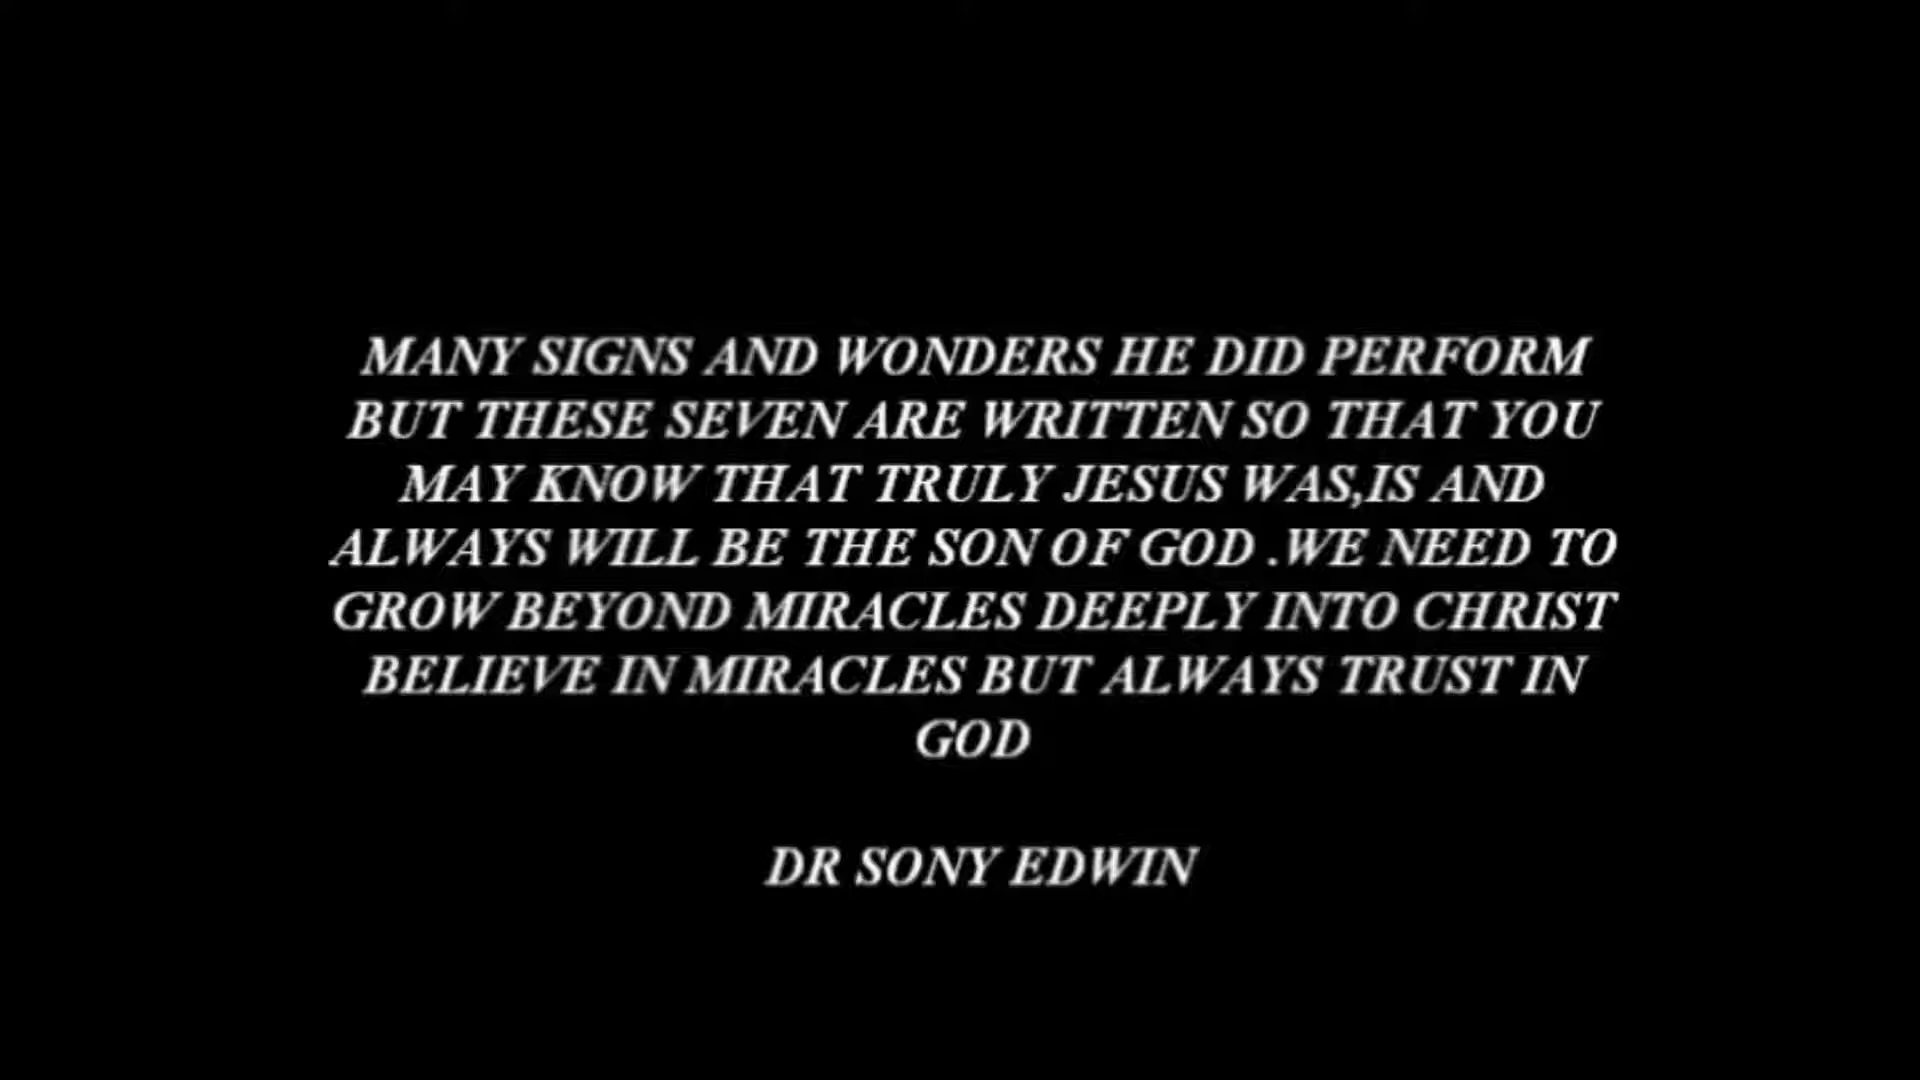 MANY SIGNS AND WONDERS HE DID PERFORM
BUT THESE SEVEN ARE WRITTEN SO THAT YOU
MAY KNOW THAT TRULY JESUS WAS,IS AND
ALWAYS WILL BE THE SON OF GOD .WE NEED TO
GROW BEYOND MIRACLES DEEPLY INTO CHRIST
BELIEVE IN MIRACLES BUT ALWAYS TRUST IN
GOD
DR SONY EDWIN